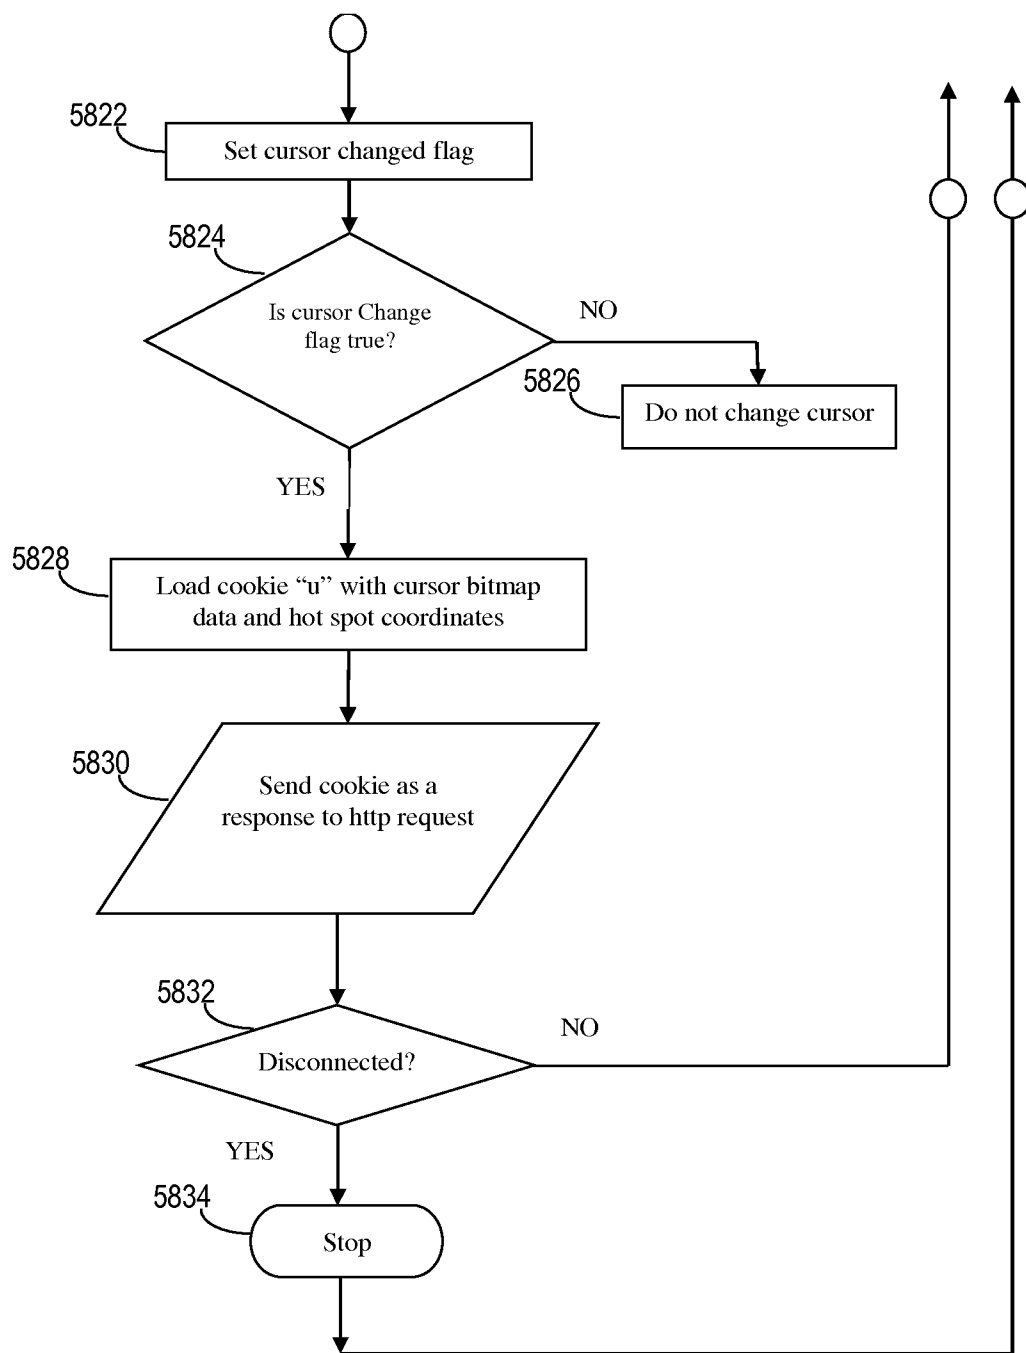 5822
Set cursor changed flag
5824
Is cursor Change
flag true?
NO
5826
Do not change cursor
YES
5828
Load cookie “u” with cursor bitmap
data and hot spot coordinates
5830
Send cookie as a
response to http request
5832
Disconnected?
NO
YES
5834
Stop